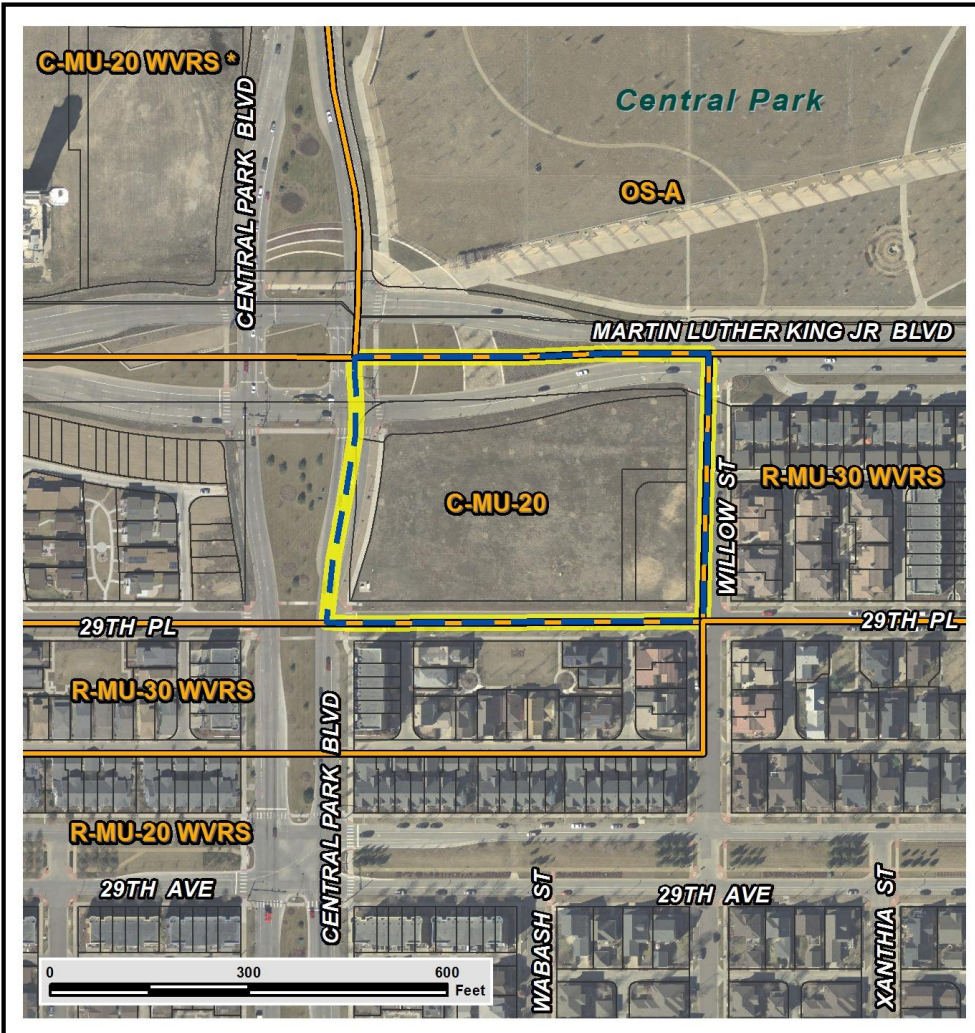 C-MU-20 WVRS *
CENTRAL PARK BLVD
Central Park
OS-A
MARTIN LUTHER KING JR BLVD
C-MU-20
WILLOW ST
R-MU-30 WVRS
29TH PL
29TH PL
R-MU-30 WVRS
CENTRAL PARK BLVD
R-MU-20 WVRS
29TH AVE
WABASH ST
29TH AVE
XANTHIA ST
0 300 600
Feet